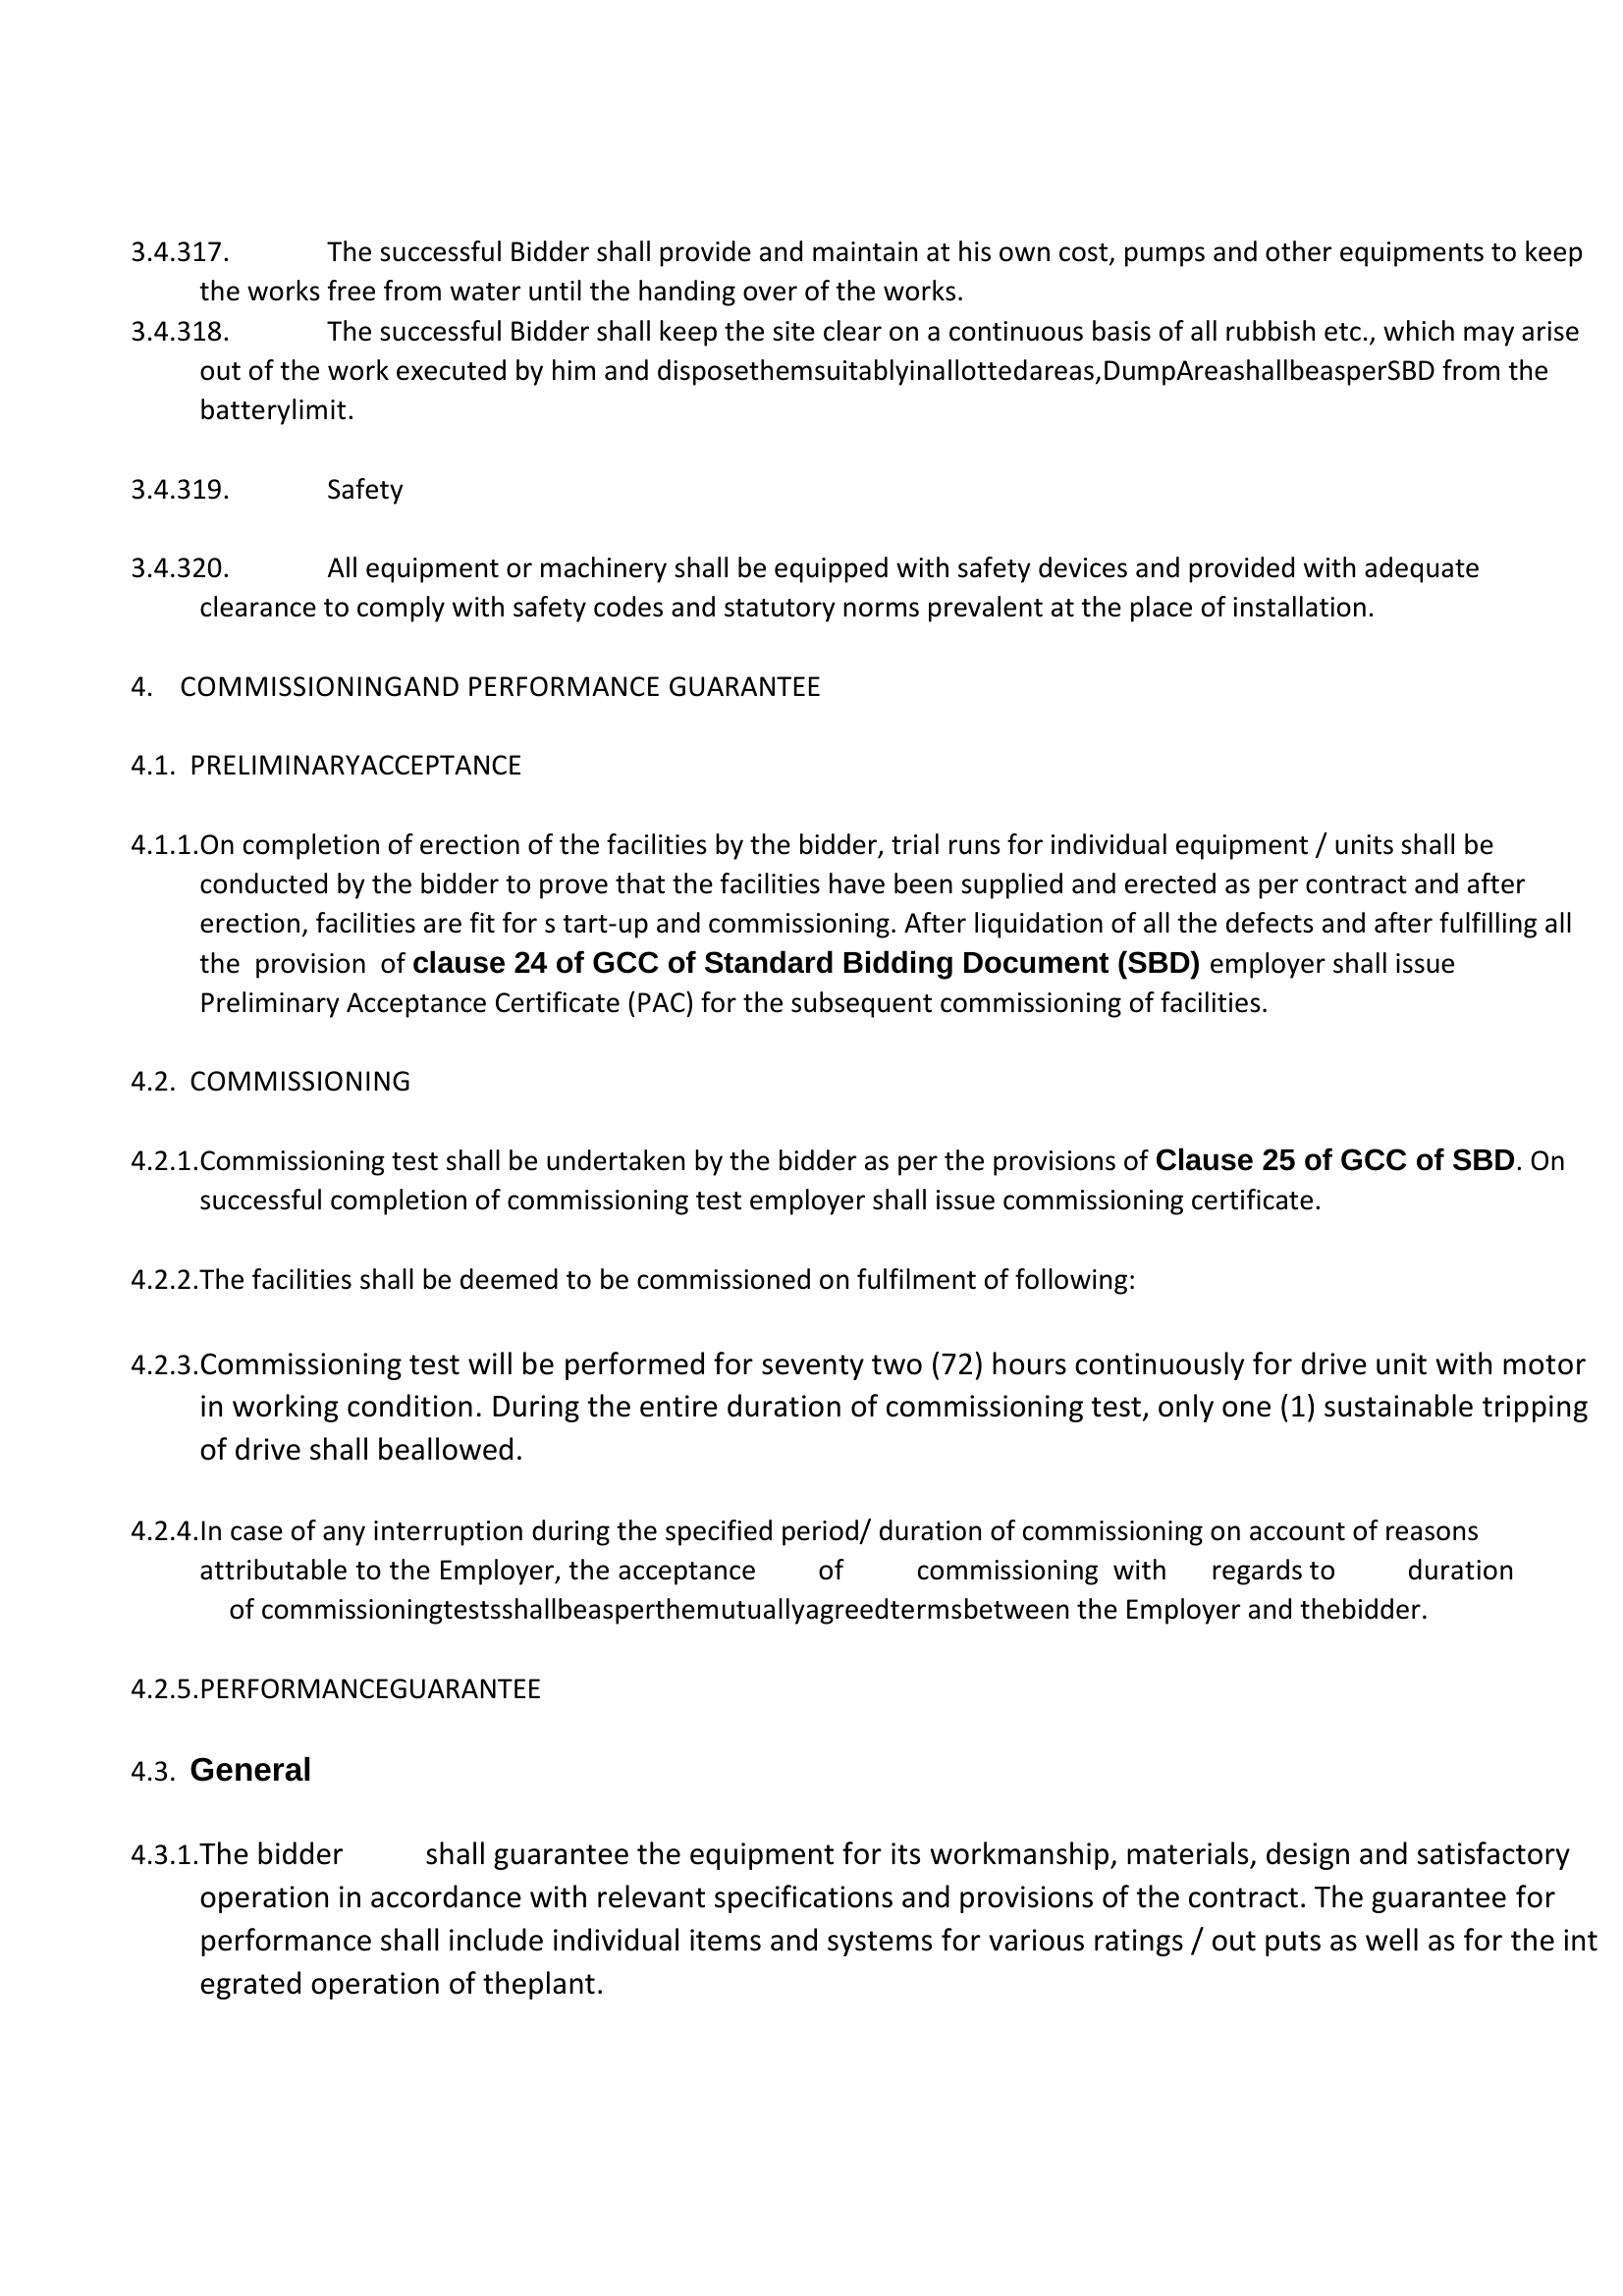 3.4.317. The successful Bidder shall provide and maintain at his own cost, pumps and other equipments to keep
the works free from water until the handing over of the works.
3.4.318. The successful Bidder shall keep the site clear on a continuous basis of all rubbish etc., which may arise
out of the work executed by him and disposethemsuitablyinallottedareas,DumpAreashallbeasperSBD from the
batterylimit.
3.4.319. Safety
3.4.320. All equipment or machinery shall be equipped with safety devices and provided with adequate
clearance to comply with safety codes and statutory norms prevalent at the place of installation.
4. COMMISSIONINGAND PERFORMANCE GUARANTEE
4.1. PRELIMINARYACCEPTANCE
4.1.1.On completion of erection of the facilities by the bidder, trial runs for individual equipment / units shall be
conducted by the bidder to prove that the facilities have been supplied and erected as per contract and after
erection, facilities are fit for s tart-up and commissioning. After liquidation of all the defects and after fulfilling all
the provision of clause 24 of GCC of Standard Bidding Document (SBD) employer shall issue
Preliminary Acceptance Certificate (PAC) for the subsequent commissioning of facilities.
4.2. COMMISSIONING
4.2.1.Commissioning test shall be undertaken by the bidder as per the provisions of Clause 25 of GCC of SBD. On
successful completion of commissioning test employer shall issue commissioning certificate.
4.2.2.The facilities shall be deemed to be commissioned on fulfilment of following:
4.2.3.Commissioning test will be performed for seventy two (72) hours continuously for drive unit with motor
in working condition. During the entire duration of commissioning test, only one (1) sustainable tripping
of drive shall beallowed.
4.2.4.In case of any interruption during the specified period/ duration of commissioning on account of reasons
attributable to the Employer, the acceptance of commissioning with regards to duration
of commissioningtestsshallbeasperthemutuallyagreedtermsbetween the Employer and thebidder.
4.2.5.PERFORMANCEGUARANTEE
4.3. General
4.3.1.The bidder shall guarantee the equipment for its workmanship, materials, design and satisfactory
operation in accordance with relevant specifications and provisions of the contract. The guarantee for
performance shall include individual items and systems for various ratings / out puts as well as for the int
egrated operation of theplant.